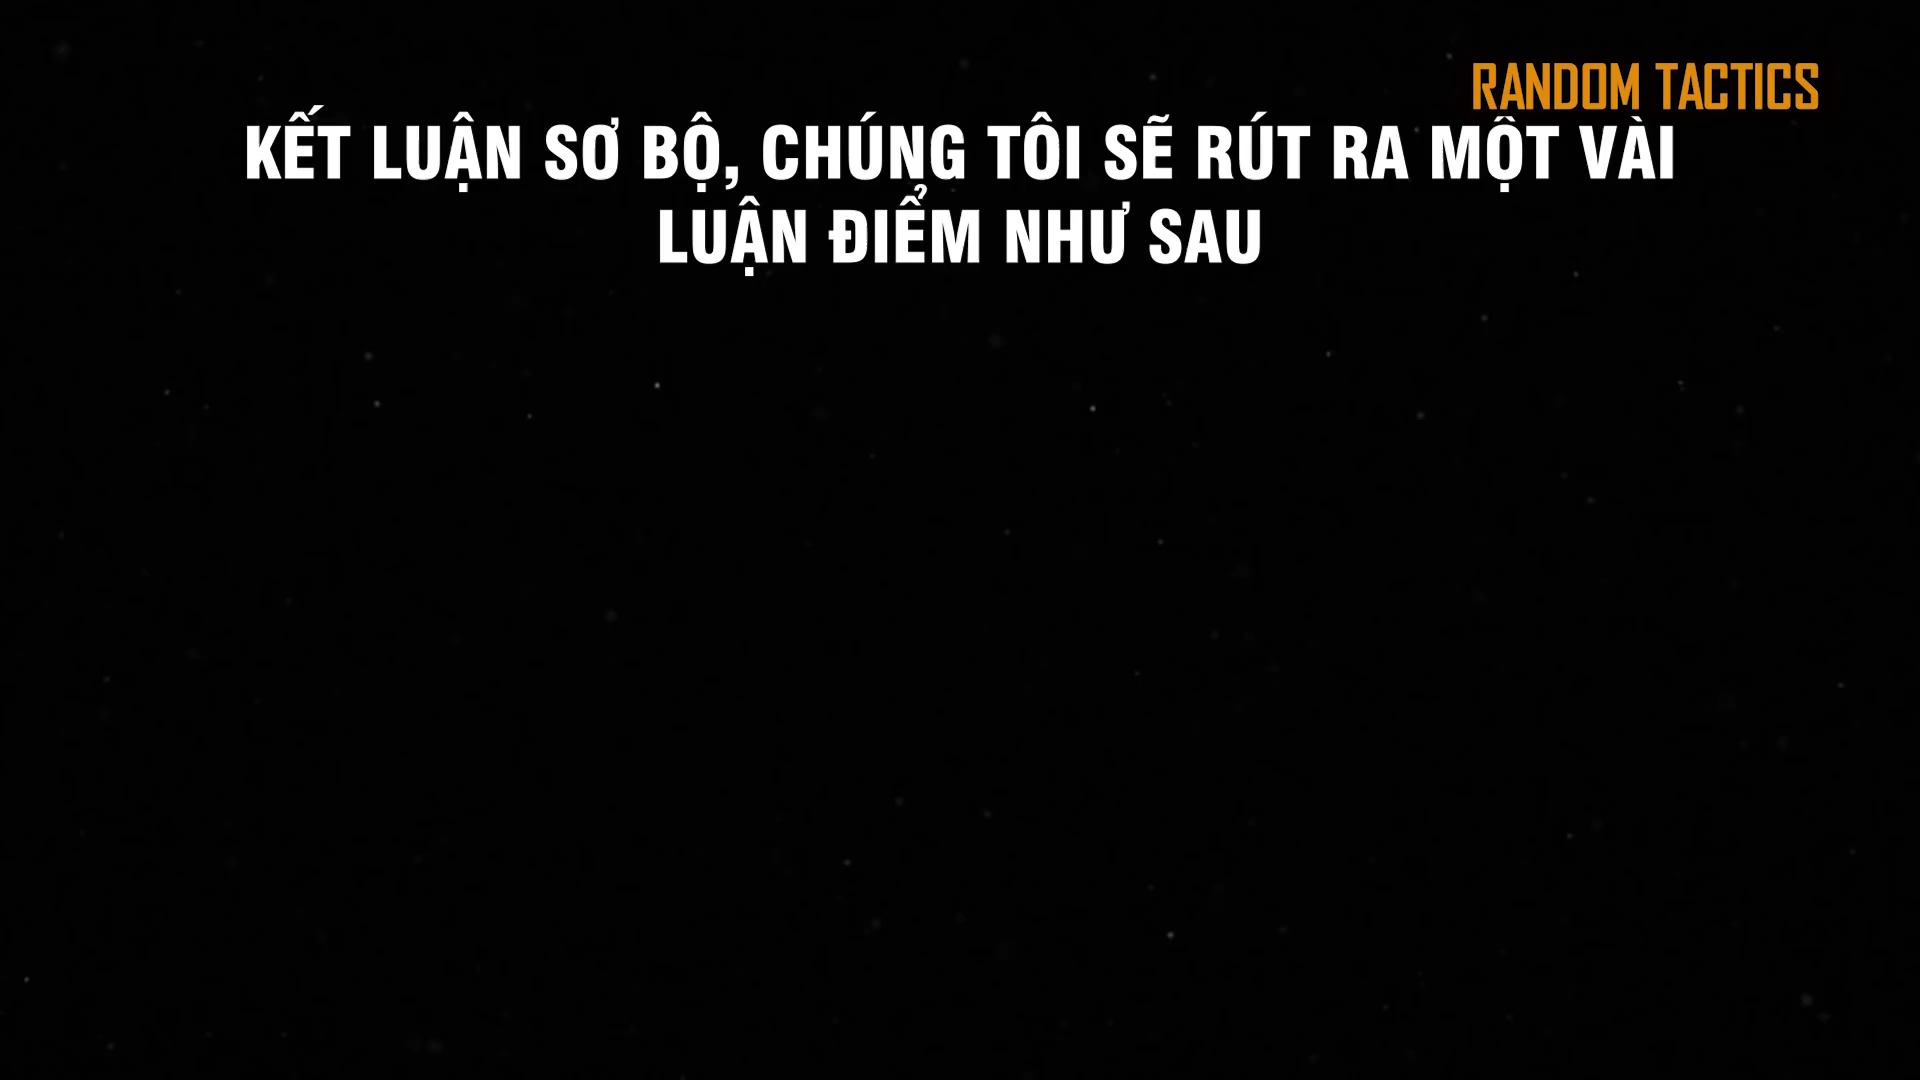 RANDOM TACTICS
KẾT LUẬN SƠ BỘ, CHÚNG TÔI SẼ RÚT RA MỘT VÀI
LUẬN ĐIỂM NHƯ SAU